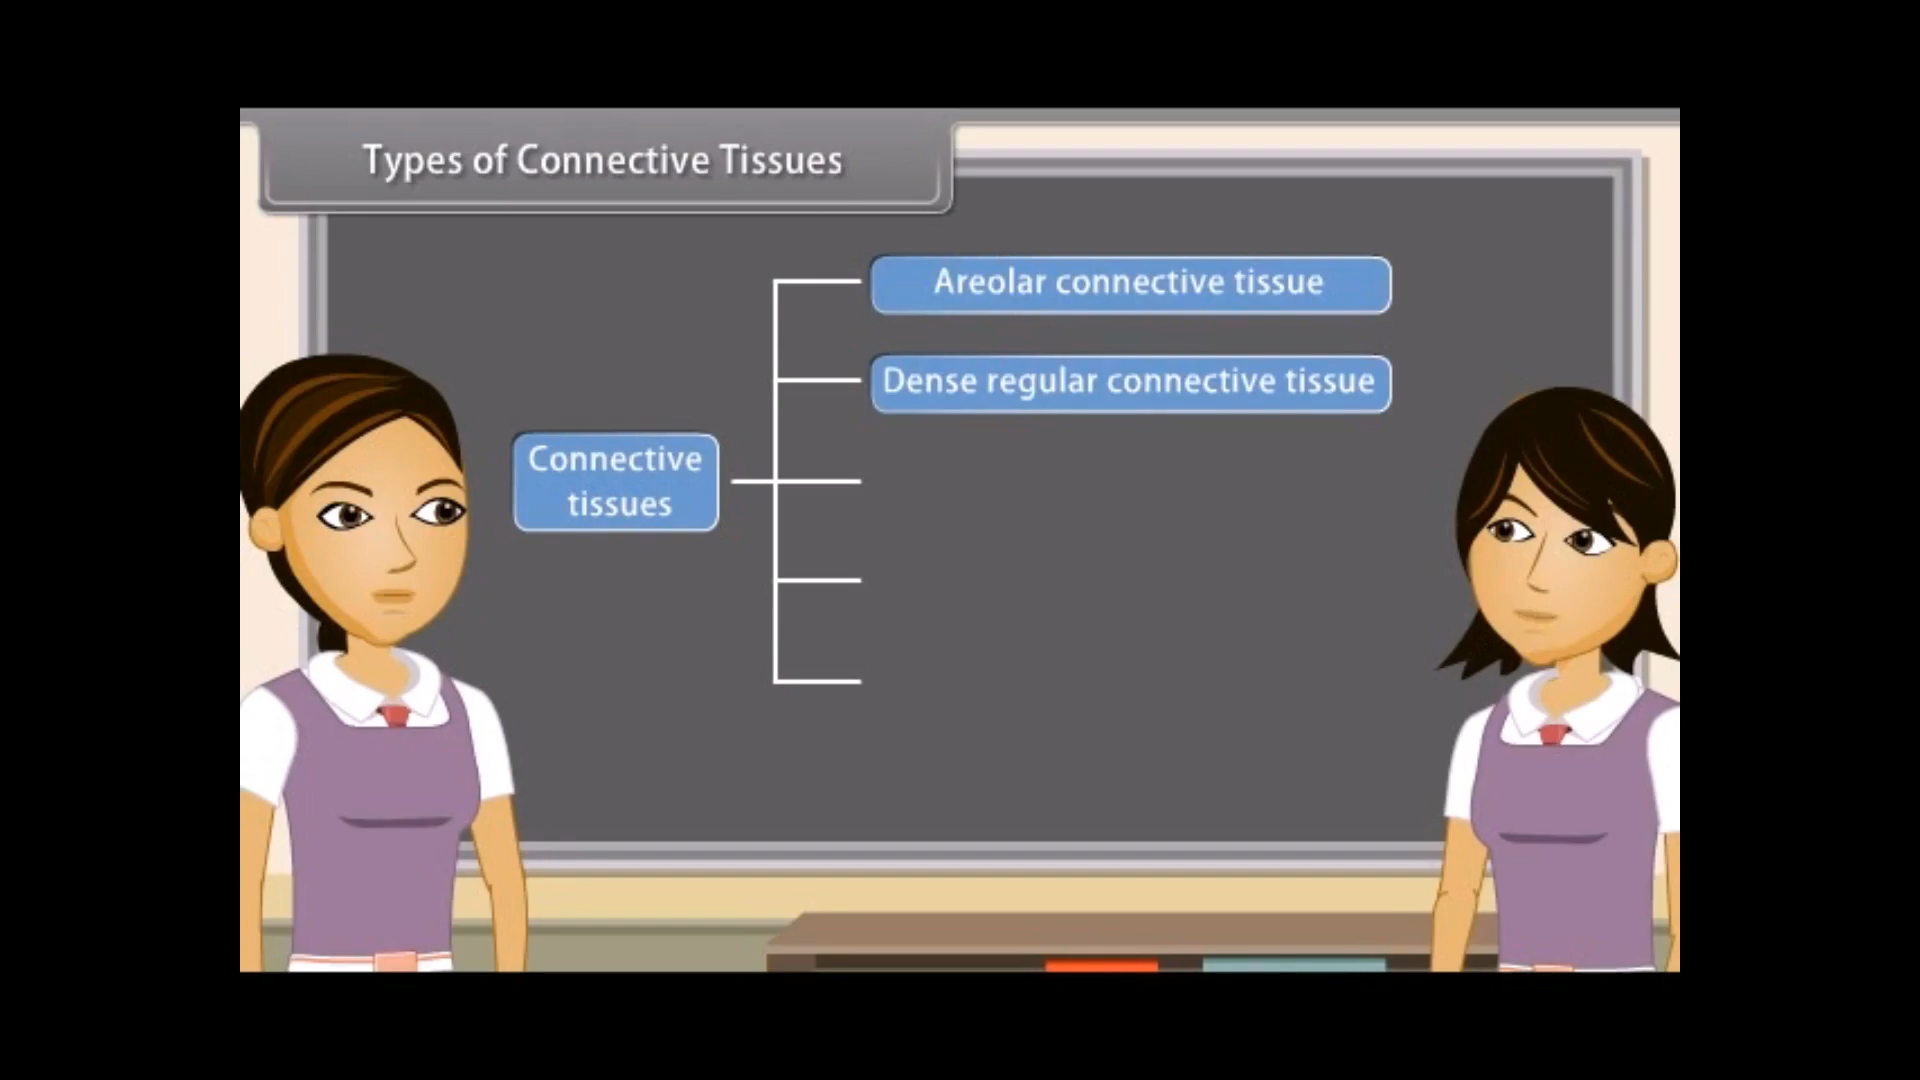 Types of Connective Tissues
Areolar connective tissue
Dense regular connective tissue
Connective
tissues